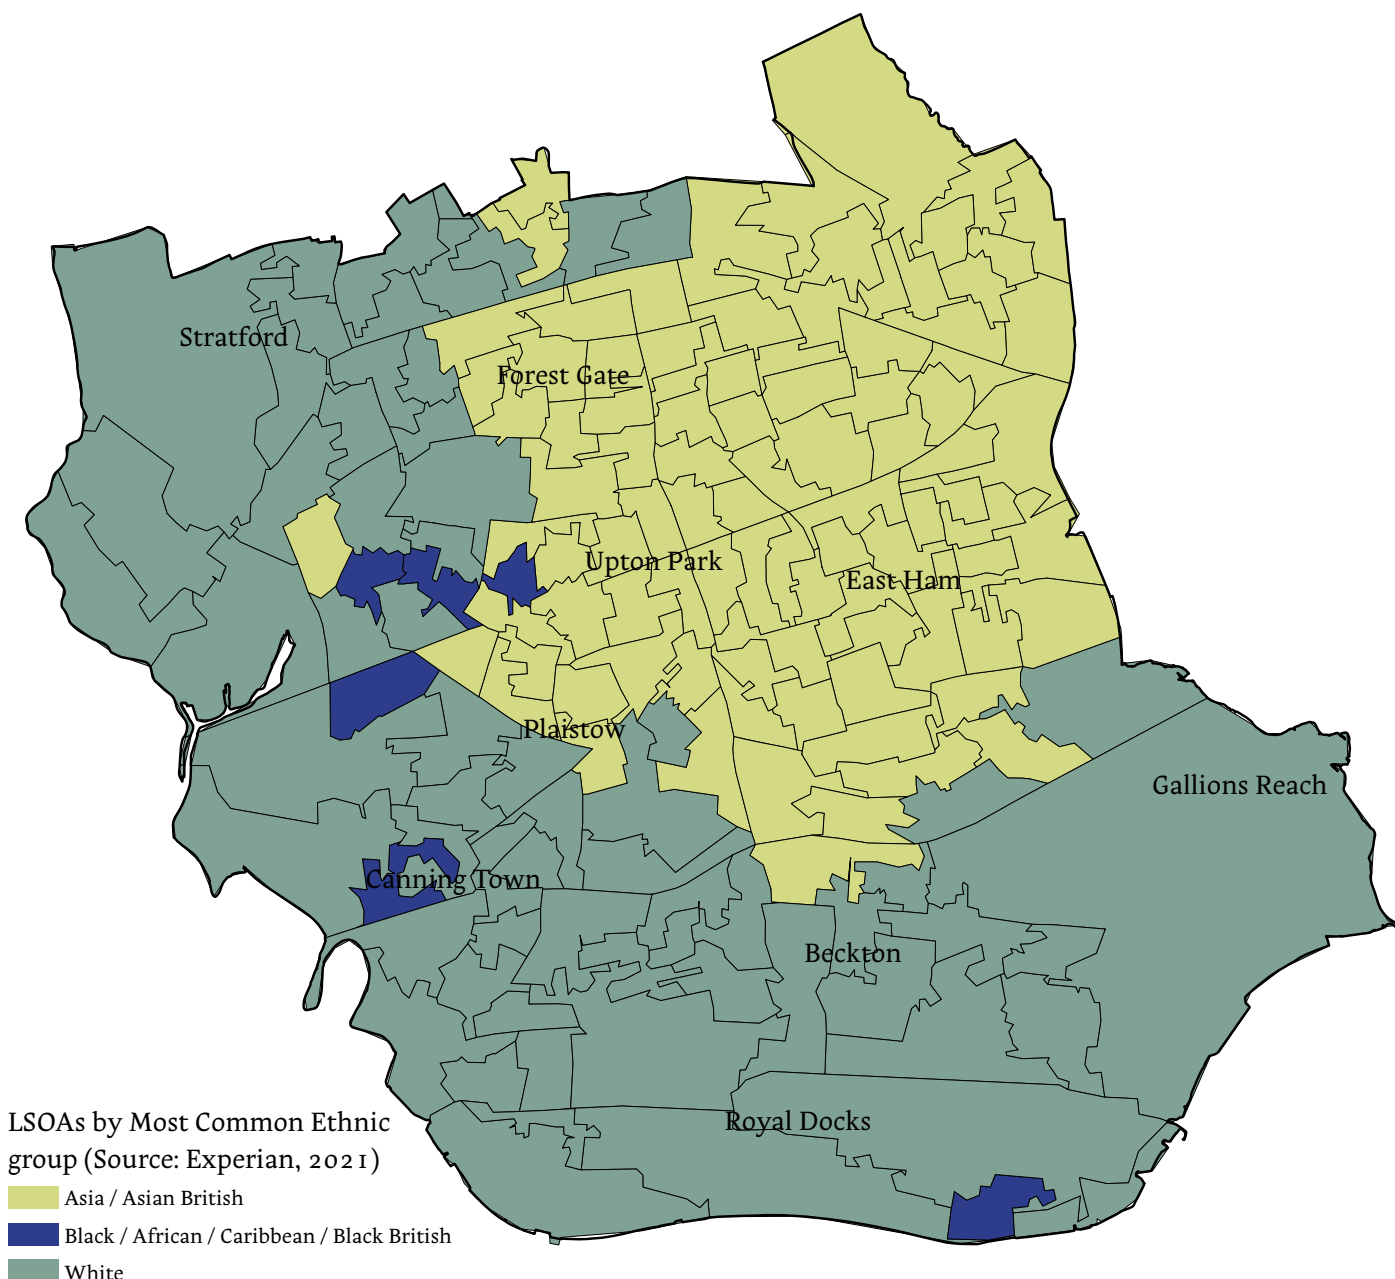 Stratford
Forest Gate
Upton Park
East Ham
Plaistow
Gallions Reach
Canning Town
Beckton
Royal Docks
LSOAs by Most Common Ethnic
group (Source: Experian, 2021)
Asia / Asian British
Black / African / Caribbean / Black British
White